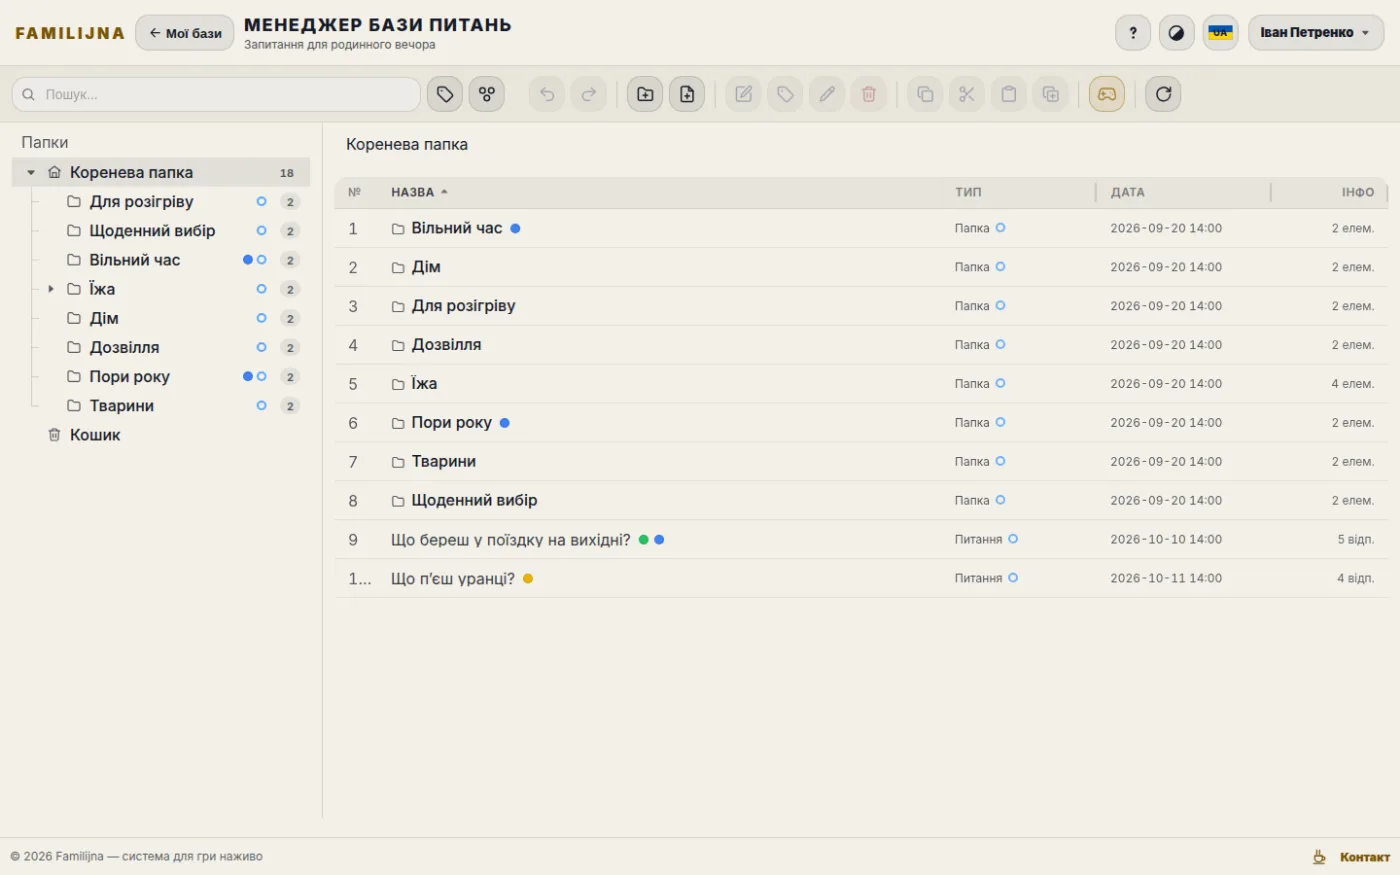 FAMILIJNA
← Мої бази
МЕНЕДЖЕР БАЗИ ПИТАНЬ
Запитання для родинного вечора
?
UA
Іван Петренко
Пошук...
Папки
Коренева папка 18
Для розігріву 2
Щоденний вибір 2
Вільний час 2
Їжа 2
Дім 2
Дозвілля 2
Пори року 2
Тварини 2
Кошик
Коренева папка
№ НАЗВА ТИП ДАТА ІНФО
1 Вільний час Папка 2026-09-20 14:00 2 елем.
2 Дім Папка 2026-09-20 14:00 2 елем.
3 Для розігріву Папка 2026-09-20 14:00 2 елем.
4 Дозвілля Папка 2026-09-20 14:00 2 елем.
5 Їжа Папка 2026-09-20 14:00 4 елем.
6 Пори року Папка 2026-09-20 14:00 2 елем.
7 Тварини Папка 2026-09-20 14:00 2 елем.
8 Щоденний вибір Папка 2026-09-20 14:00 2 елем.
9 Що береш у поїздку на вихідні? Питання 2026-10-10 14:00 5 відп.
1... Що п’єш уранці? Питання 2026-10-11 14:00 4 відп.
© 2026 Familijna — система для гри наживо
Контакт